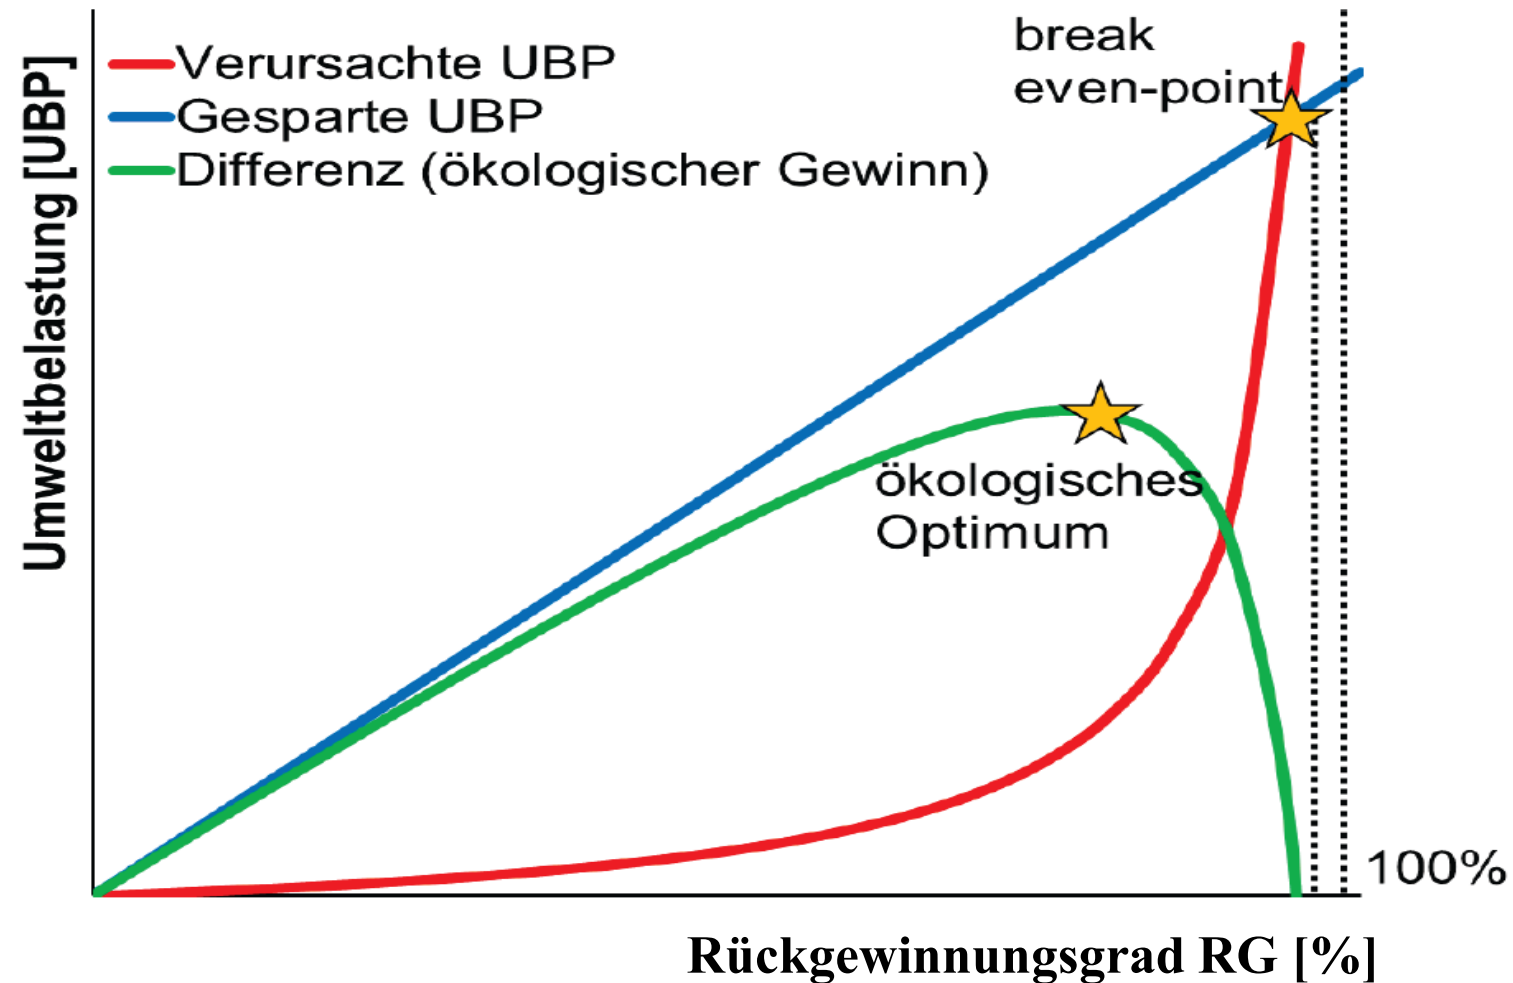 Umweltbelastung [UBP]
Verursachte UBP
Gesparte UBP
Differenz (ökologischer Gewinn)
break
even-point
ökologisches
Optimum
100%
Rückgewinnungsgrad RG [%]